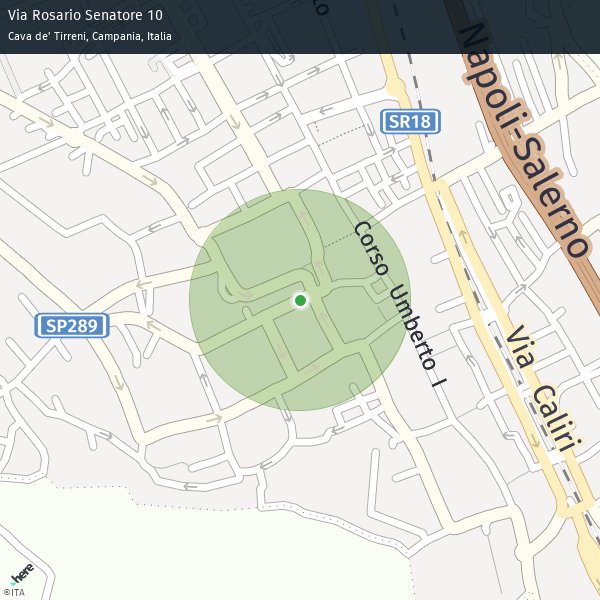 Via Rosario Senatore 10
Cava de' Tirreni, Campania, Italia
to
SR18
Napoli-Salerno
Corso Umberto I
SP289
Via Caliri
here
©ITA